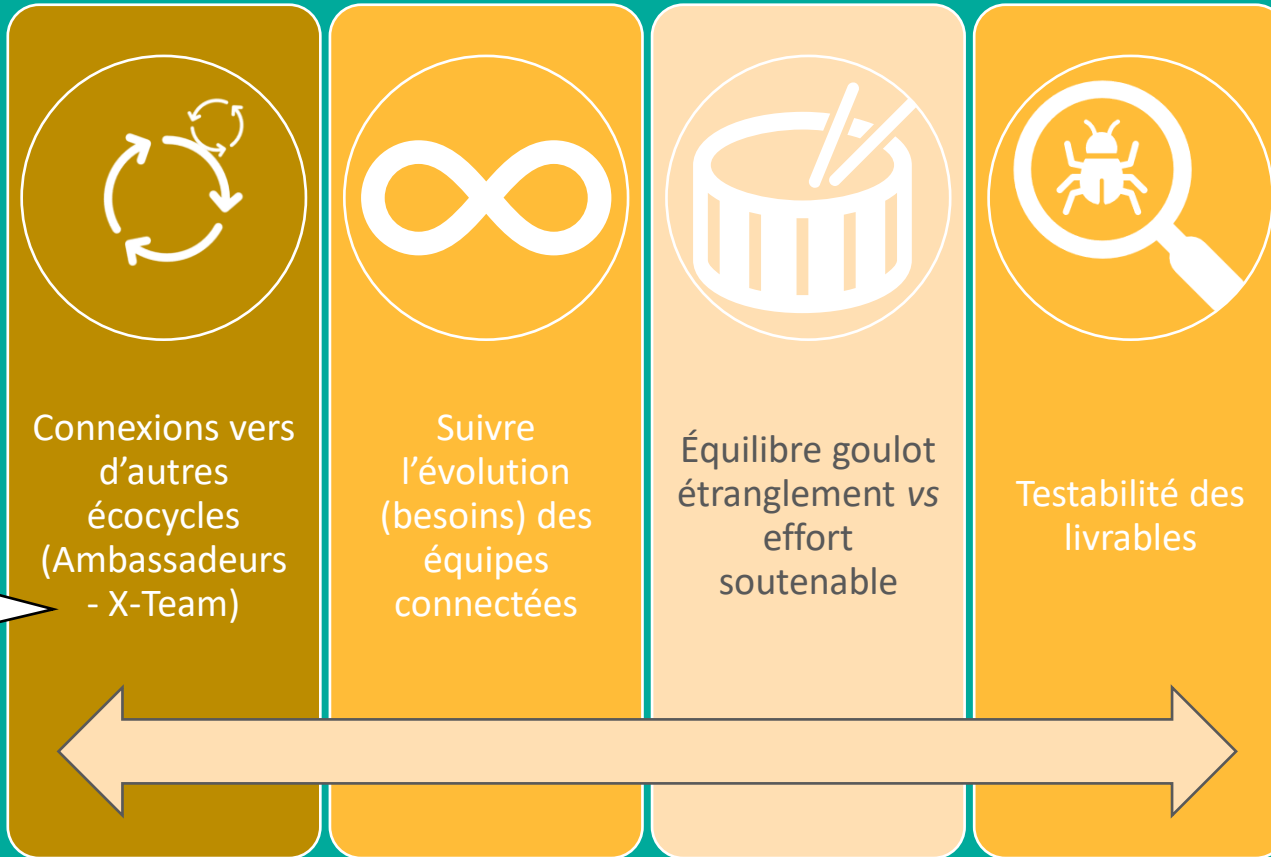 Connexions vers
d’autres
écocycles
(Ambassadeurs
- X-Team)
Suivre
l’évolution
(besoins) des
équipes
connectées
Équilibre goulot
étranglement vs
effort
soutenable
Testabilité des
livrables